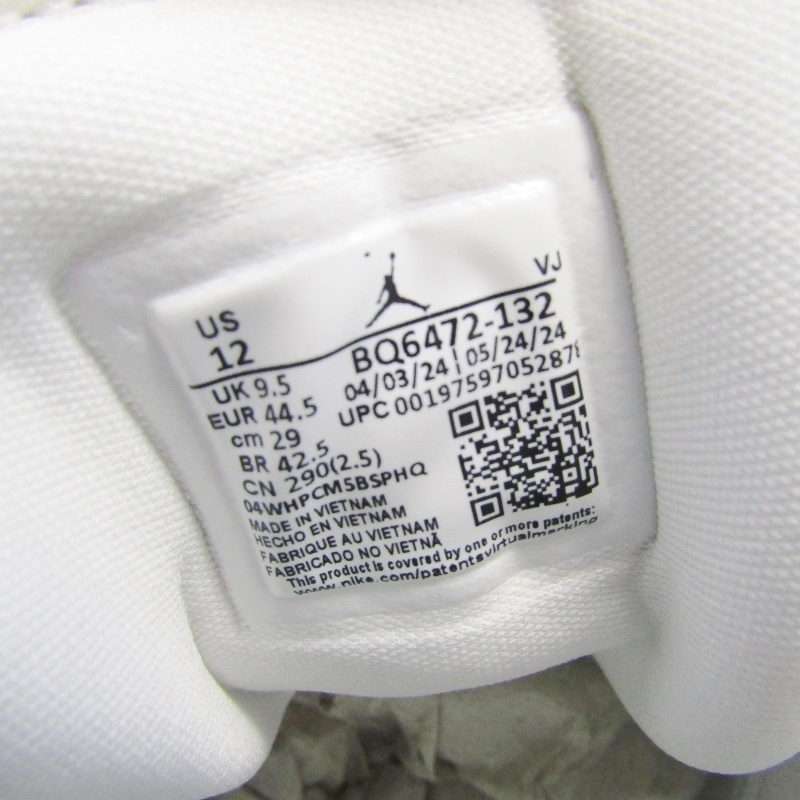 VJ
US
12
BQ6472-132
UK 9.5
04/03/24 | 05/24/24
EUR 44.5
UPC 00197597052878
cm 29
BR 42.5
CN 290(2.5)
04WHPCM5BSPHQ
MADE IN VIETNAM
HECHO EN VIETNAM
FABRIQUE AU VIETNAM
FABRICADO NO VIETNÃ
This product is covered by one or more patents:
www.nike.com/patentsvirtualmarking